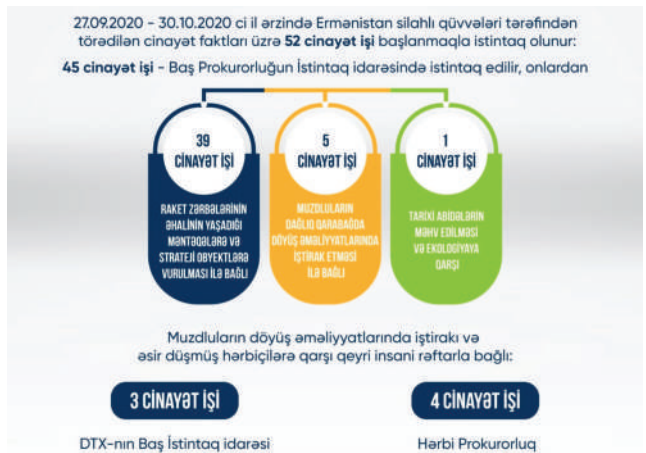 27.09.2020 - 30.10.2020 ci il ərzində Ermənistan silahlı qüvvələri tərəfindən
törədilən cinayət faktları üzrə 52 cinayət işi başlanmaqla istintaq olunur:
45 cinayət işi - Baş Prokurorluğun İstintaq idarəsində istintaq edilir, onlardan
39
CİNAYƏT İŞİ
RAKET ZƏRBƏLƏRİNİN
ƏHALİNİN YAŞADIĞI
MƏNTƏQƏLƏRƏ VƏ
STRATEJİ OBYEKTLƏRƏ
VURULMASI İLƏ BAĞLI
5
CİNAYƏT İŞİ
MUZDLULARIN
DAĞLIQ QARABAĞDA
DÖYÜŞ ƏMƏLİYYATLARINDA
İŞTİRAK ETMƏSİ
İLƏ BAĞLI
1
CİNAYƏT İŞİ
TARİXİ ABİDƏLƏRİN
MƏHV EDİLMƏSİ
VƏ EKOLOGİYAYA
QARŞI
Muzdluların döyüş əməliyyatlarında iştirakı və
əsir düşmüş hərbiçilərə qarşı qeyri insani rəftarla bağlı:
3 CİNAYƏT İŞİ
DTX-nın Baş İstintaq idarəsi
4 CİNAYƏT İŞİ
Hərbi Prokurorluq